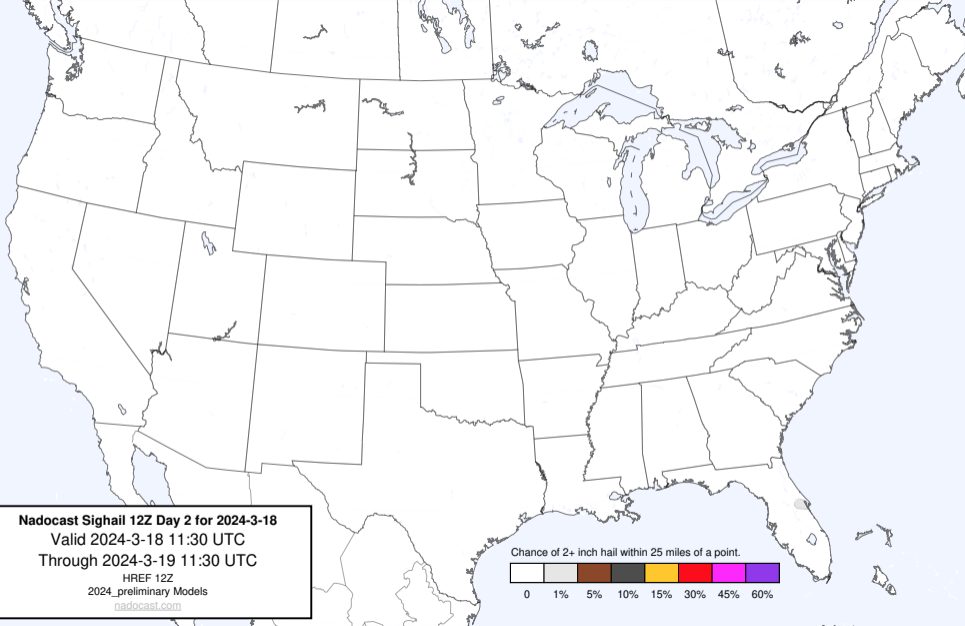 Nadocast Sighail 12Z Day 2 for 2024-3-18
Valid 2024-3-18 11:30 UTC
Through 2024-3-19 11:30 UTC
HREF 12Z
2024_preliminary Models
nadocast.com
Chance of 2+ inch hail within 25 miles of a point.
0 1% 5% 10% 15% 30% 45% 60%